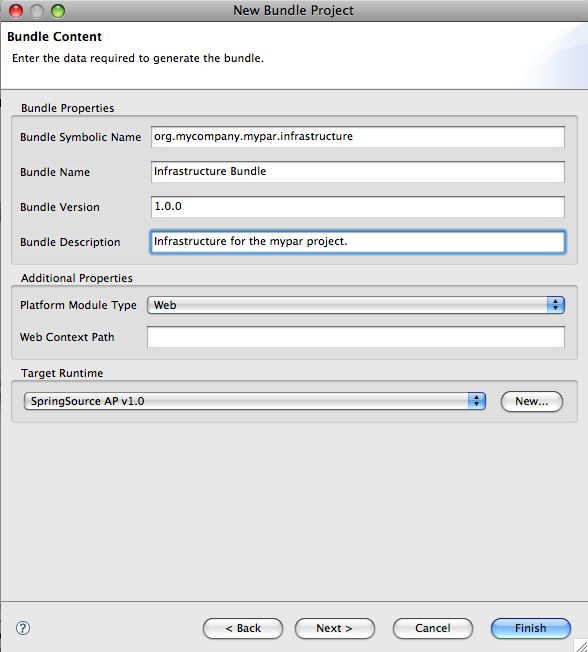 New Bundle Project
Bundle Content
Enter the data required to generate the bundle.
Bundle Properties
Bundle Symbolic Name org.mycompany.mypar.infrastructure
Bundle Name Infrastructure Bundle
Bundle Version 1.0.0
Bundle Description Infrastructure for the mypar project.
Additional Properties
Platform Module Type Web
Web Context Path
Target Runtime
SpringSource AP v1.0 New...
? < Back Next > Cancel Finish